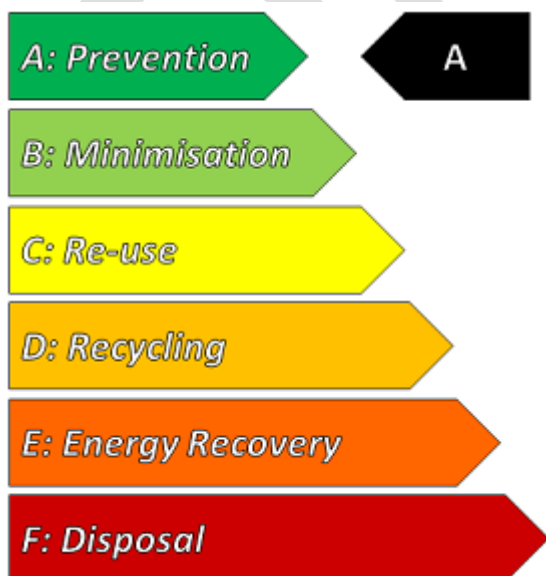 A: Prevention
A
B: Minimisation
C: Re-use
D: Recycling
E: Energy Recovery
F: Disposal